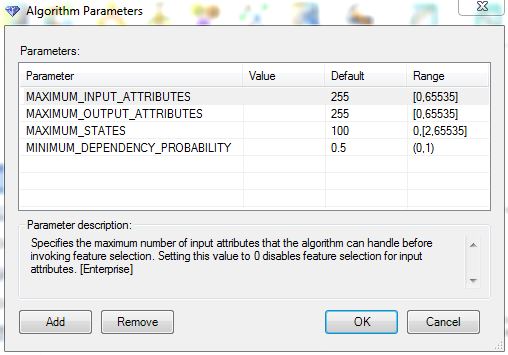 Algorithm Parameters
Parameters:
Parameter Value Default Range
MAXIMUM_INPUT_ATTRIBUTES 255 [0,65535]
MAXIMUM_OUTPUT_ATTRIBUTES 255 [0,65535]
MAXIMUM_STATES 100 0,[2,65535]
MINIMUM_DEPENDENCY_PROBABILITY 0.5 (0,1)
Parameter description:
Specifies the maximum number of input attributes that the algorithm can handle before
invoking feature selection. Setting this value to 0 disables feature selection for input
attributes. [Enterprise]
Add Remove OK Cancel